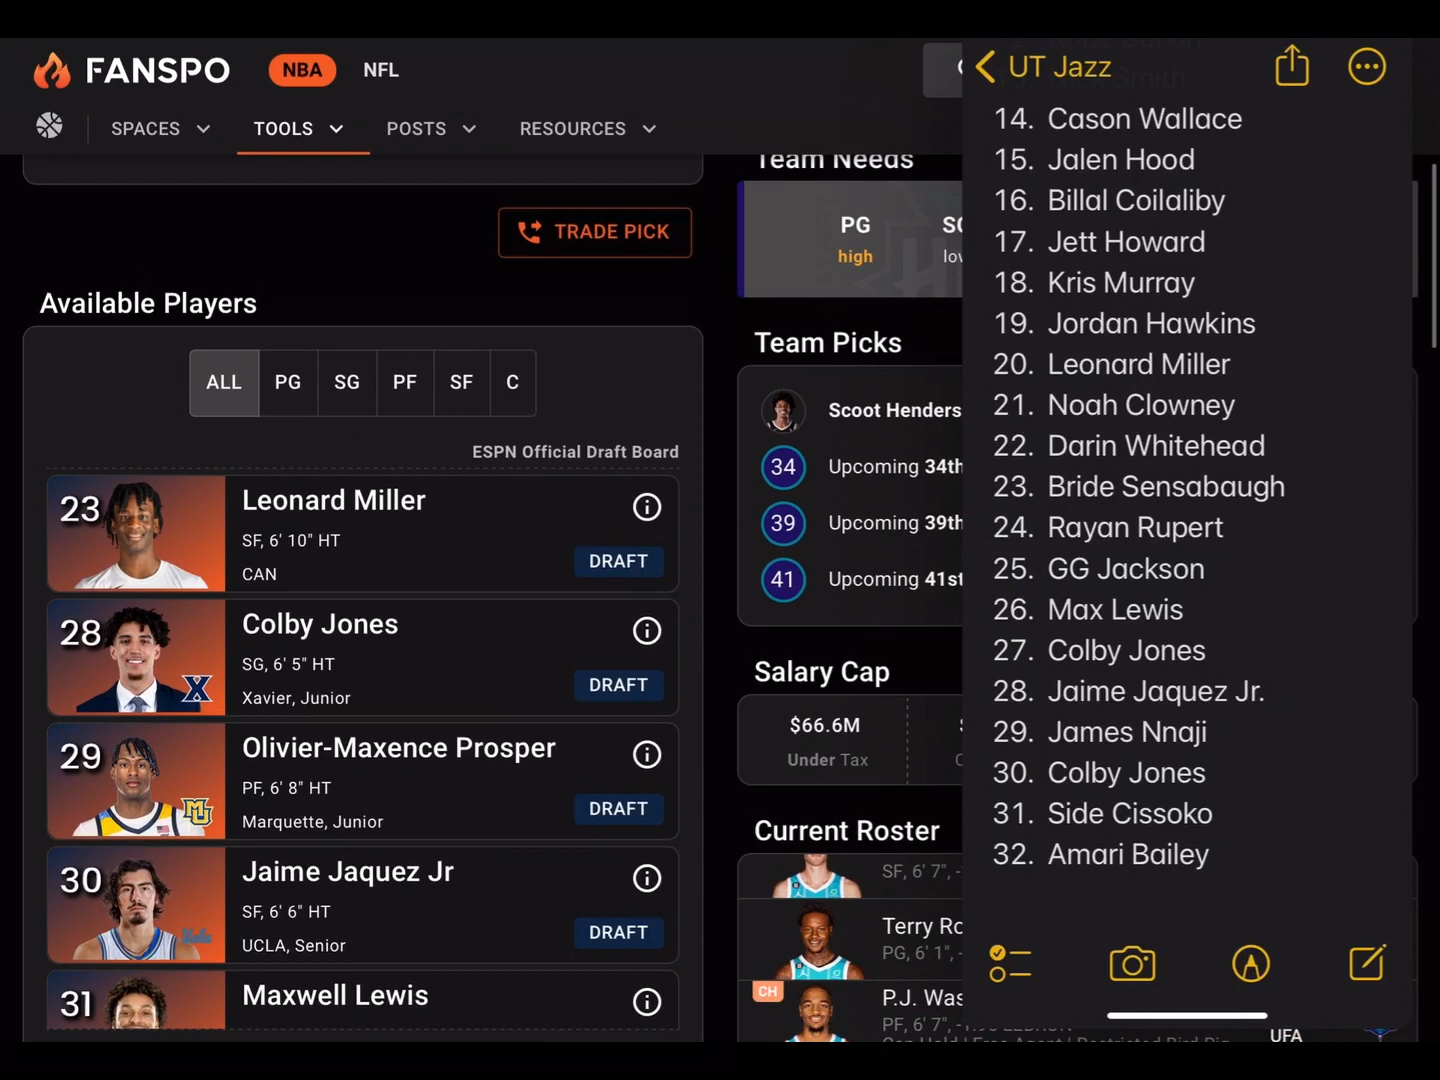 FANSPO NBA NFL
SPACES TOOLS POSTS RESOURCES
TRADE PICK
Available Players
ALL PG SG PF SF C
ESPN Official Draft Board
23 Leonard Miller
SF, 6' 10" HT
CAN
DRAFT
28 Colby Jones
SG, 6' 5" HT
Xavier, Junior
DRAFT
29 Olivier-Maxence Prosper
PF, 6' 8" HT
Marquette, Junior
DRAFT
30 Jaime Jaquez Jr
SF, 6' 6" HT
UCLA, Senior
DRAFT
31 Maxwell Lewis
Team Needs
PG
high
Team Picks
Scoot Henders
34 Upcoming 34th
39 Upcoming 39th
41 Upcoming 41st
Salary Cap
$66.6M
Under Tax
Current Roster
SF, 6' 7",
Terry Ro
PG, 6' 1", -
CH
P.J. Was
PF, 6' 7",
UFA
UT Jazz
14. Cason Wallace
15. Jalen Hood
16. Billal Coilaliby
17. Jett Howard
18. Kris Murray
19. Jordan Hawkins
20. Leonard Miller
21. Noah Clowney
22. Darin Whitehead
23. Bride Sensabaugh
24. Rayan Rupert
25. GG Jackson
26. Max Lewis
27. Colby Jones
28. Jaime Jaquez Jr.
29. James Nnaji
30. Colby Jones
31. Side Cissoko
32. Amari Bailey